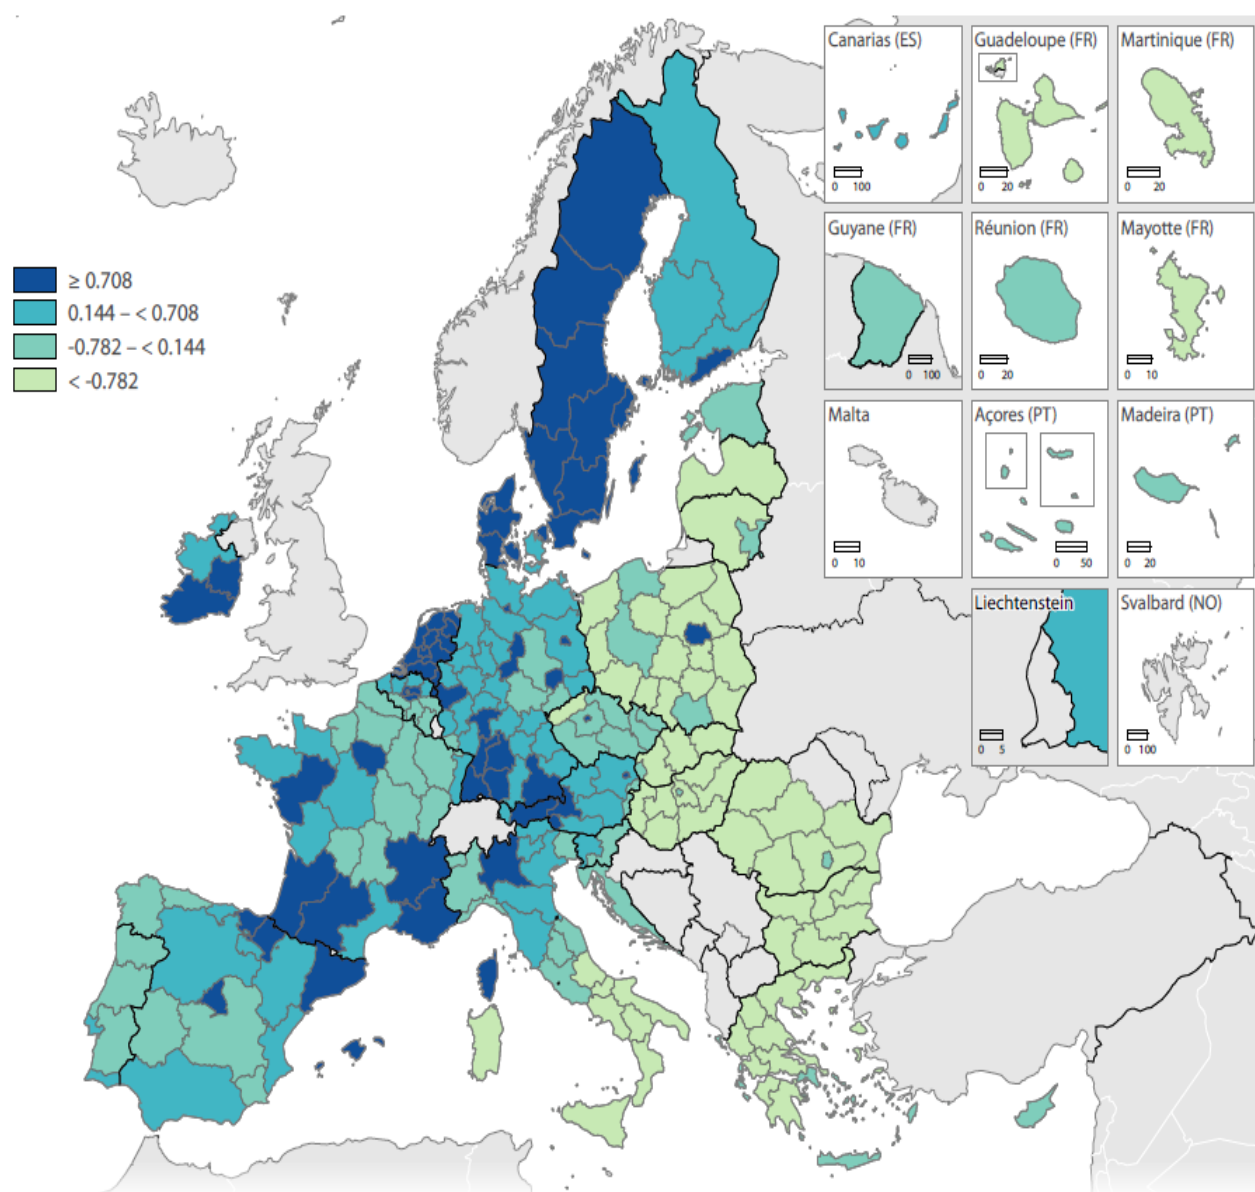 Canarias (ES)
0 100
Guadeloupe (FR)
0 20
Martinique (FR)
0 20
Guyane (FR)
0 100
Réunion (FR)
0 20
Mayotte (FR)
0 10
Malta
0 10
Açores (PT)
0 50
Madeira (PT)
0 20
Liechtenstein
0 5
Svalbard (NO)
0 100
≥ 0.708
0.144 – < 0.708
-0.782 – < 0.144
< -0.782